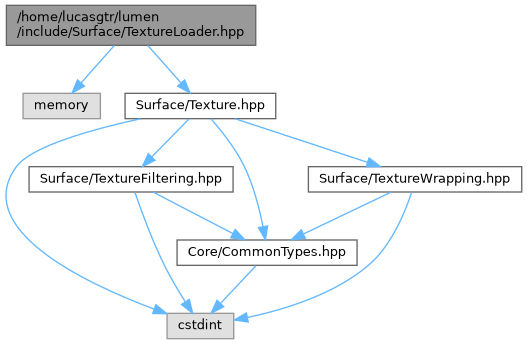 /home/lucasgtr/lumen
/include/Surface/TextureLoader.hpp
memory
Surface/Texture.hpp
Surface/TextureFiltering.hpp
Surface/TextureWrapping.hpp
Core/CommonTypes.hpp
cstdint